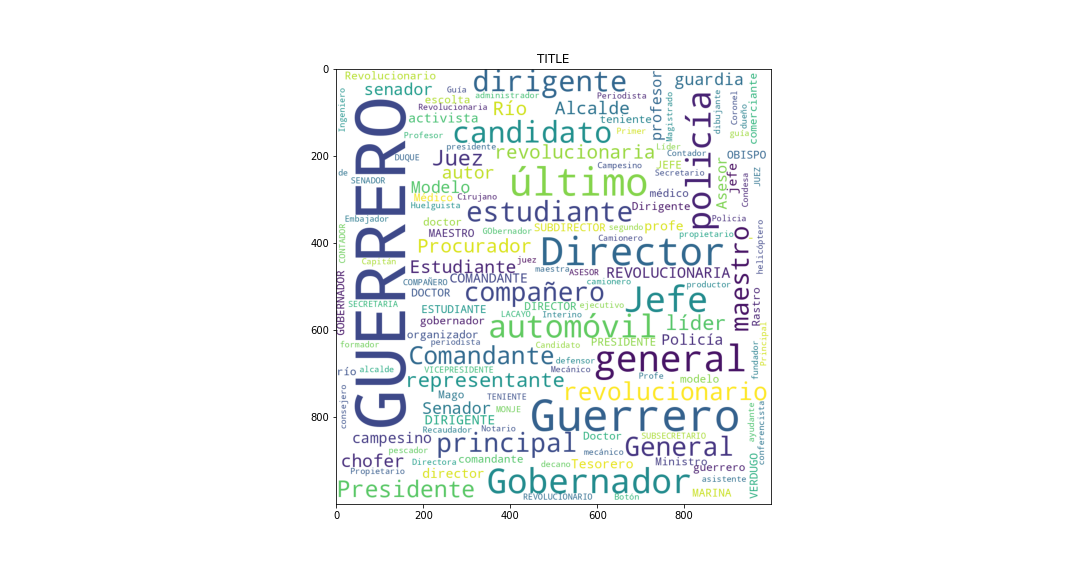 TITLE
0
200
400
600
800
0
200
400
600
800
Revolucionario
dirigente
guardia
senador
Guía
administrador
Periodista
profesor
Ingeniero
escolta
Revolucionaria
Río
Alcalde
Magistrado
dibujante
Coronel
dueño
comerciante
activista
teniente
Profesor
candidato
Primer
guía
policía
presidente
revolucionaria
Líder
Contador
OBISPO
DUQUE
Juez
Campesino
JEFE
de
SENADOR
autor
último
Secretario
Asesor
jefe
Condesa
JUEZ
Modelo
Médico
Cirujano
médico
Huelguista
estudiante
Dirigente
Policia
Embajador
doctor
MAESTRO
GObernador
SUBDIRECTOR
segundo
profe
propietario
GUERRERO
CONTADOR
Procurador
Director
Camionero
maestro
helicóptero
Capitán
Estudiante
juez
maestra
ASESOR
REVOLUCIONARIA
GOBERNADOR
COMPAÑERO
COMANDANTE
camionero
productor
DOCTOR
compañero
Jefe
Rastro
SECRETARIA
ESTUDIANTE
DIRECTOR
ejecutivo
LACAYO
Interino
gobernador
automóvil
líder
organizador
periodista
formador
Candidato
PRESIDENTE
Policía
Principal
Comandante
defensor
general
fundador
río
alcalde
VICEPRESIDENTE
Mecánico
Profe
modelo
representante
revolucionario
consejero
Mago
TENIENTE
Senador
MONJE
Guerrero
DIRIGENTE
ayudante
conferencista
Recaudador
Notario
campesino
principal
Doctor
SUBSECRETARIO
General
pescador
mecánico
chofer
Directora
comandante
decano
Tesorero
Ministro
guerrero
Propietario
director
Gobernador
asistente
VERDUGO
Presidente
REVOLUCIONARIO
Botón
MARINA